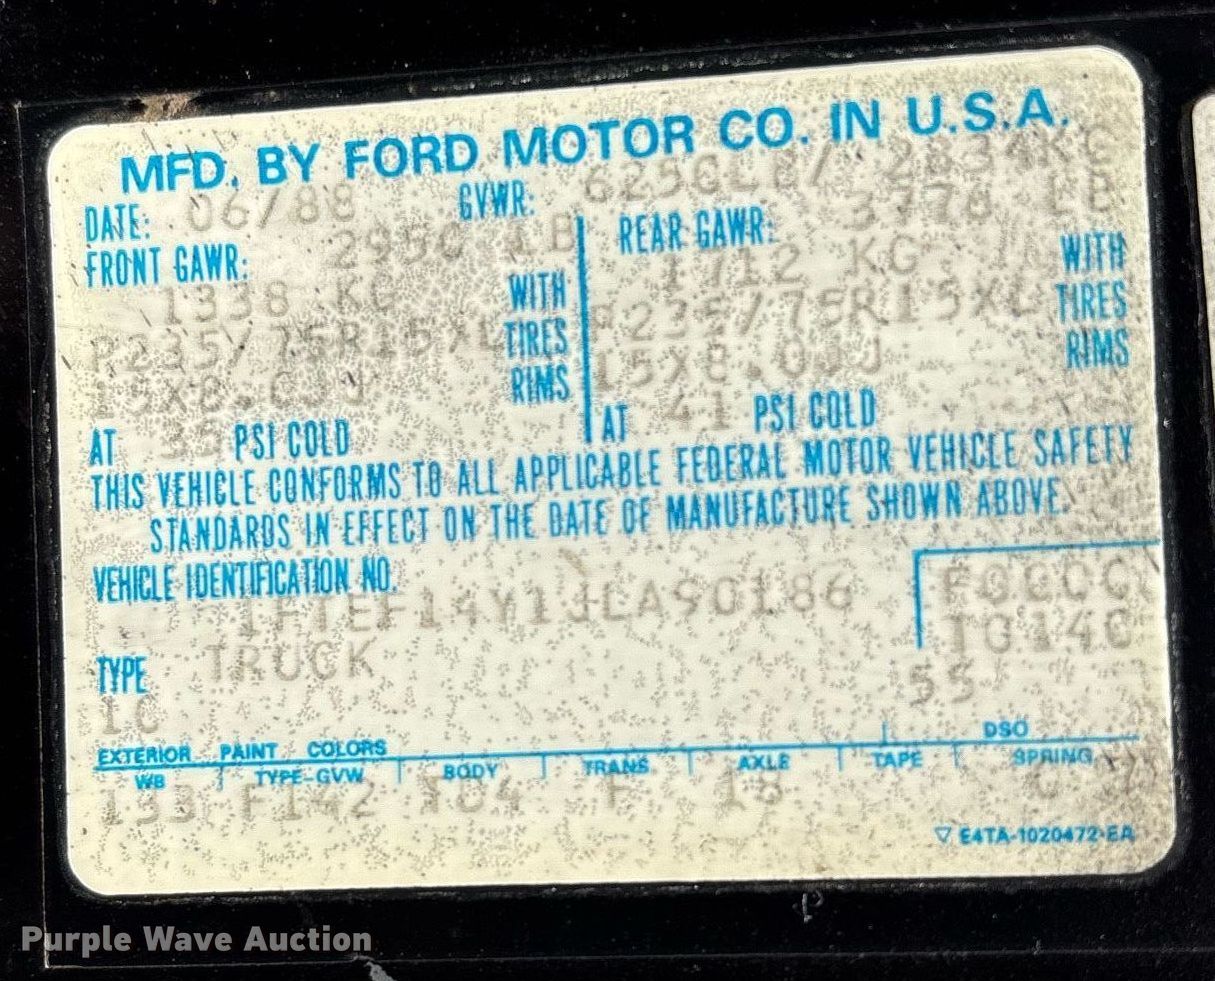 MFD. BY FORD MOTOR CO. IN U.S.A.
DATE: 06/88 GVWR: 6250LB/ 2834KG
FRONT GAWR: 2950 LB REAR GAWR: 3776 LB
1338 KG WITH 1712 KG WITH
P235/75R15XL TIRES P235/75R15XL TIRES
15X8.0JJ RIMS 15X8.0JJ RIMS
AT 35 PSI COLD AT 41 PSI COLD
THIS VEHICLE CONFORMS TO ALL APPLICABLE FEDERAL MOTOR VEHICLE SAFETY
STANDARDS IN EFFECT ON THE DATE OF MANUFACTURE SHOWN ABOVE.
VEHICLE IDENTIFICATION NO.
1FTEF14Y1JLA90186
TYPE TRUCK
55
1C
EXTERIOR PAINT COLORS DSO
WB TYPE-GVW BODY TRANS AXLE TAPE SPRING
133 F142
▽ E4TA-1020472-EA
Purple Wave Auction